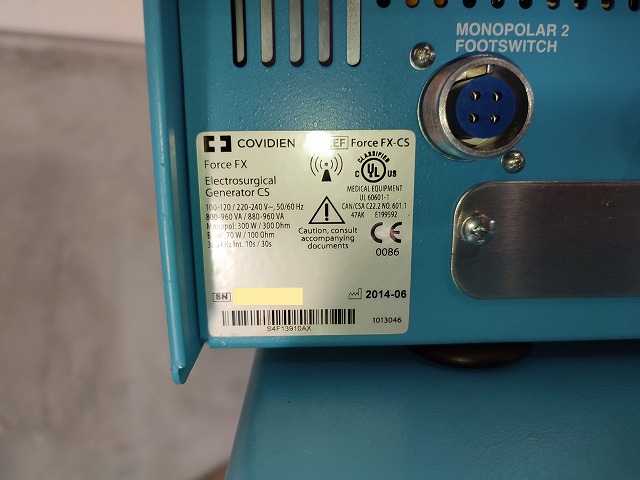 MONOPOLAR 2
FOOTSWITCH
COVIDIEN
REF Force FX-CS
Force FX
Electrosurgical
Generator CS
100-120 / 220-240 V~, 50/60 Hz
800-960 VA / 880-960 VA
Monopol: 300 W / 300 Ohm
70 W / 100 Ohm
kHz Int. 10s / 30s
Caution, consult
accompanying
documents
CLASSIFIED
C UL US
MEDICAL EQUIPMENT
UL 60601-1
CAN/CSA C22.2 NO. 601.1
47AK E199592
CE
0086
SN
2014-06
S4F13910AX
1013046